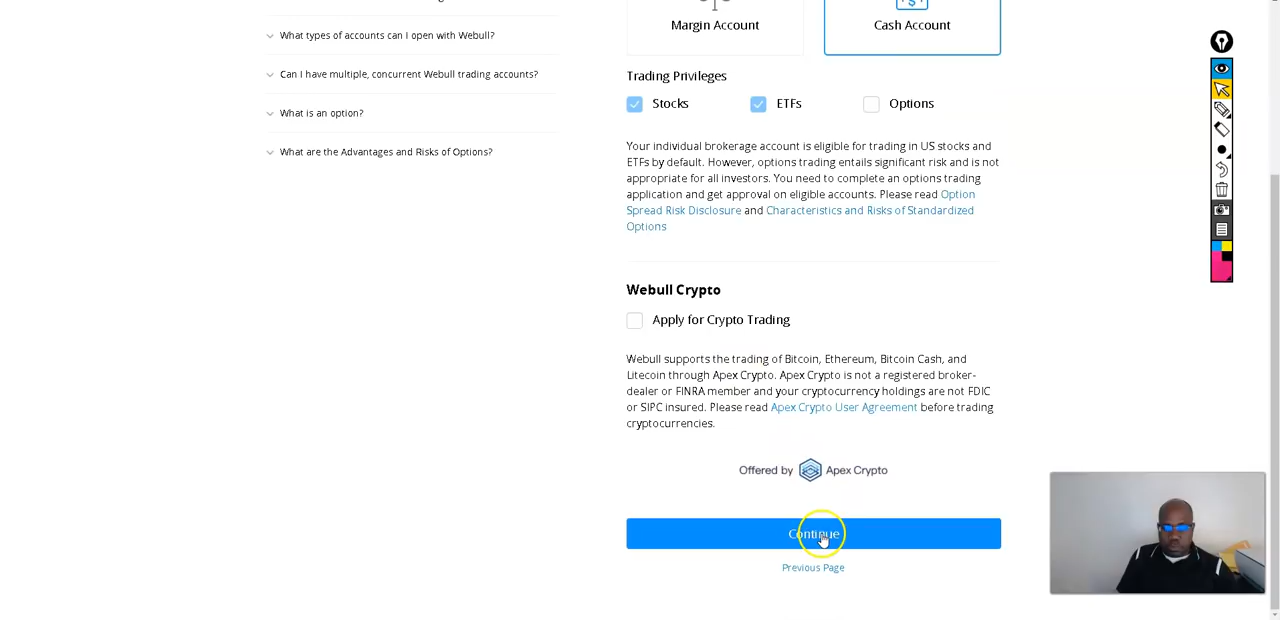 What types of accounts can I open with Webull?
Can I have multiple, concurrent Webull trading accounts?
What is an option?
What are the Advantages and Risks of Options?
Margin Account
Cash Account
Trading Privileges
Stocks
ETFs
Options
Your individual brokerage account is eligible for trading in US stocks and
ETFs by default. However, options trading entails significant risk and is not
appropriate for all investors. You need to complete an options trading
application and get approval on eligible accounts. Please read Option
Spread Risk Disclosure and Characteristics and Risks of Standardized
Options
Webull Crypto
Apply for Crypto Trading
Webull supports the trading of Bitcoin, Ethereum, Bitcoin Cash, and
Litecoin through Apex Crypto. Apex Crypto is not a registered broker-
dealer or FINRA member and your cryptocurrency holdings are not FDIC
or SIPC insured. Please read Apex Crypto User Agreement before trading
cryptocurrencies.
Offered by Apex Crypto
Continue
Previous Page